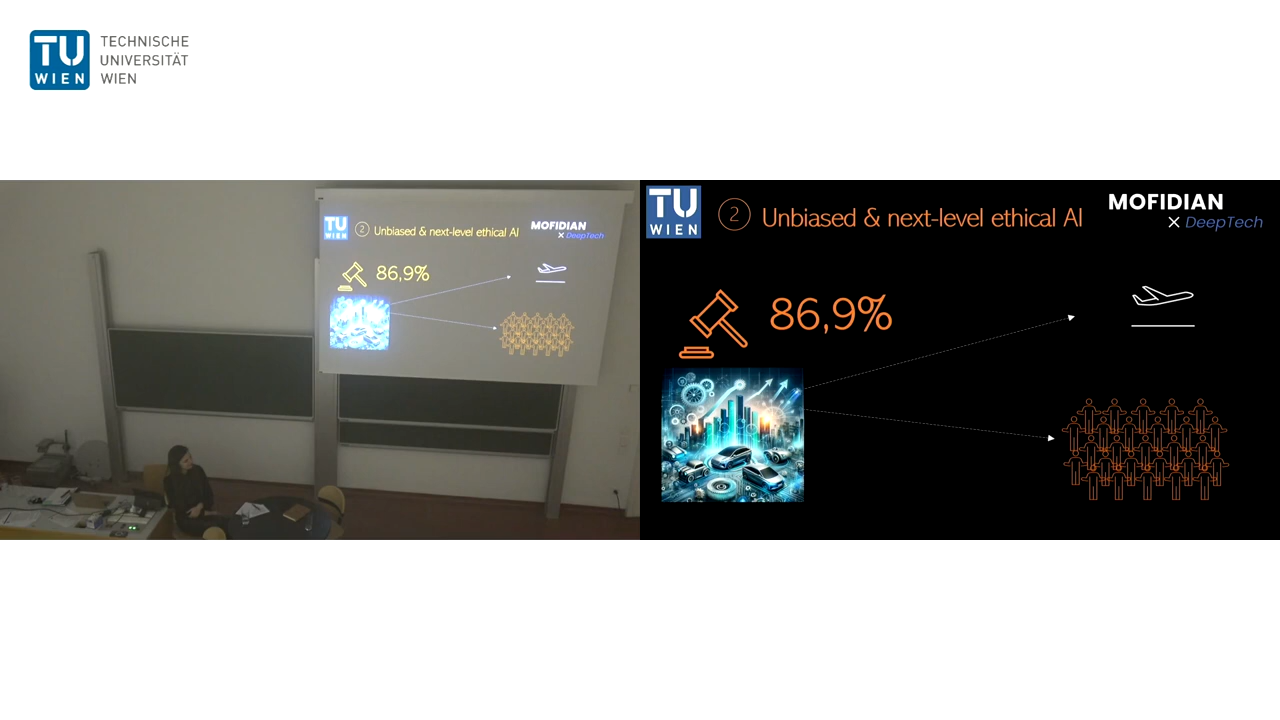 TU
WIEN
TECHNISCHE
UNIVERSITÄT
WIEN
TU
WIEN
2
Unbiased & next-level ethical AI
MOFIDIAN
X DeepTech
86,9%
TU
WIEN
2
Unbiased & next-level ethical AI
MOFIDIAN
X DeepTech
86,9%